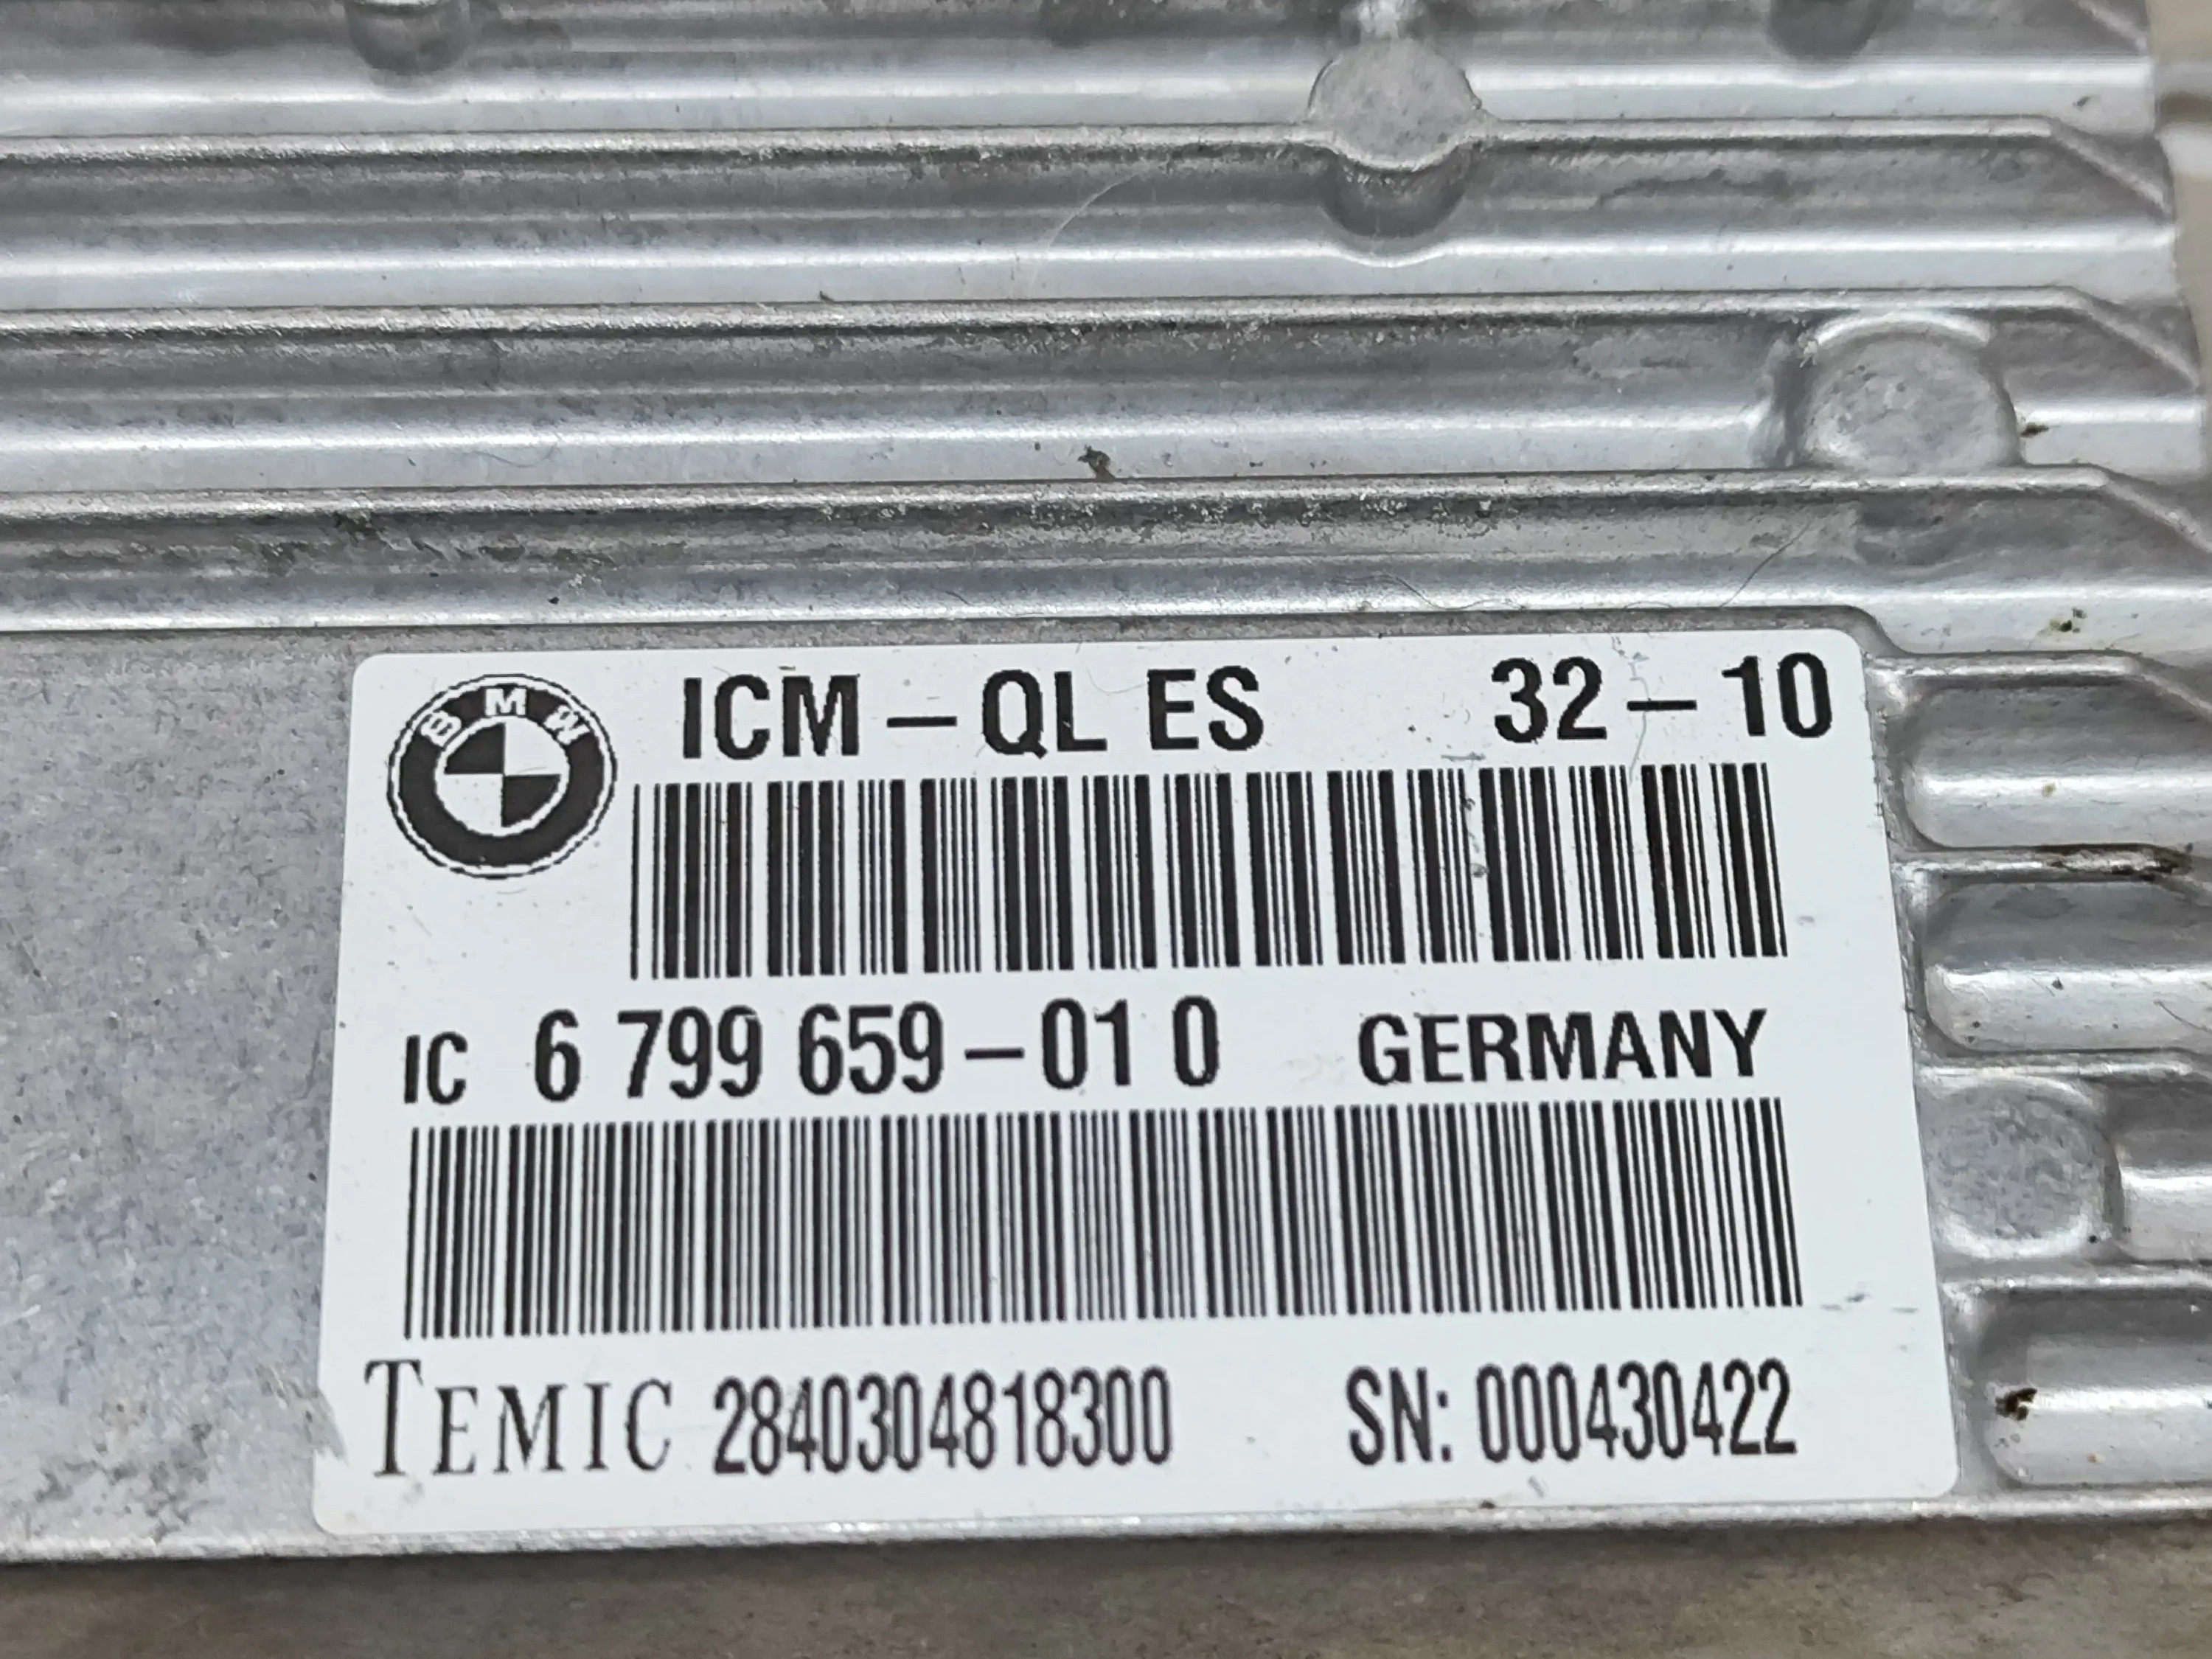 BMW
ICM-QL ES 32-10
IC 6 799 659-01 0 GERMANY
TEMIC 2840304818300 SN: 000430422